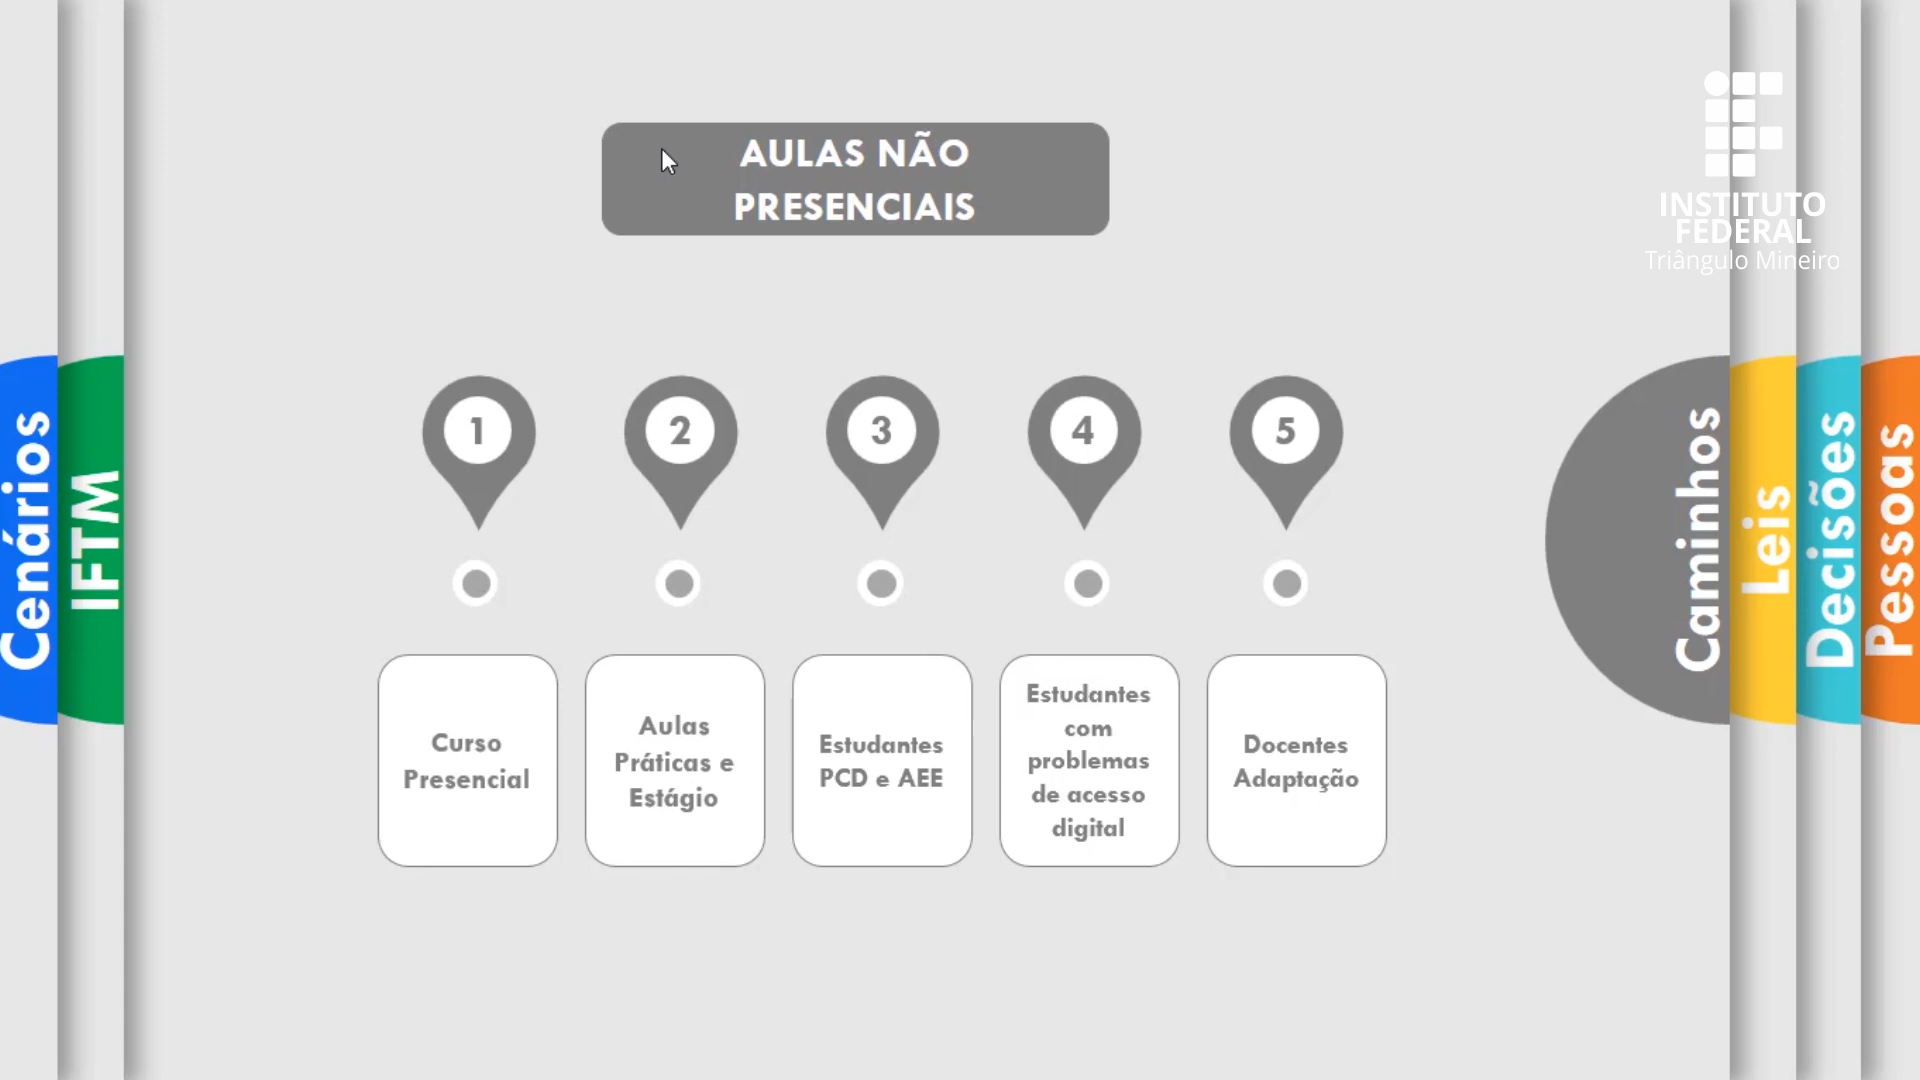 AULAS NÃO
PRESENCIAIS
INSTITUTO
FEDERAL
Triângulo Mineiro
Cenários
IFTM
1
2
3
4
5
Caminhos
Leis
Decisões
Pessoas
Curso
Presencial
Aulas
Práticas e
Estágio
Estudantes
PCD e AEE
Estudantes
com
problemas
de acesso
digital
Docentes
Adaptação